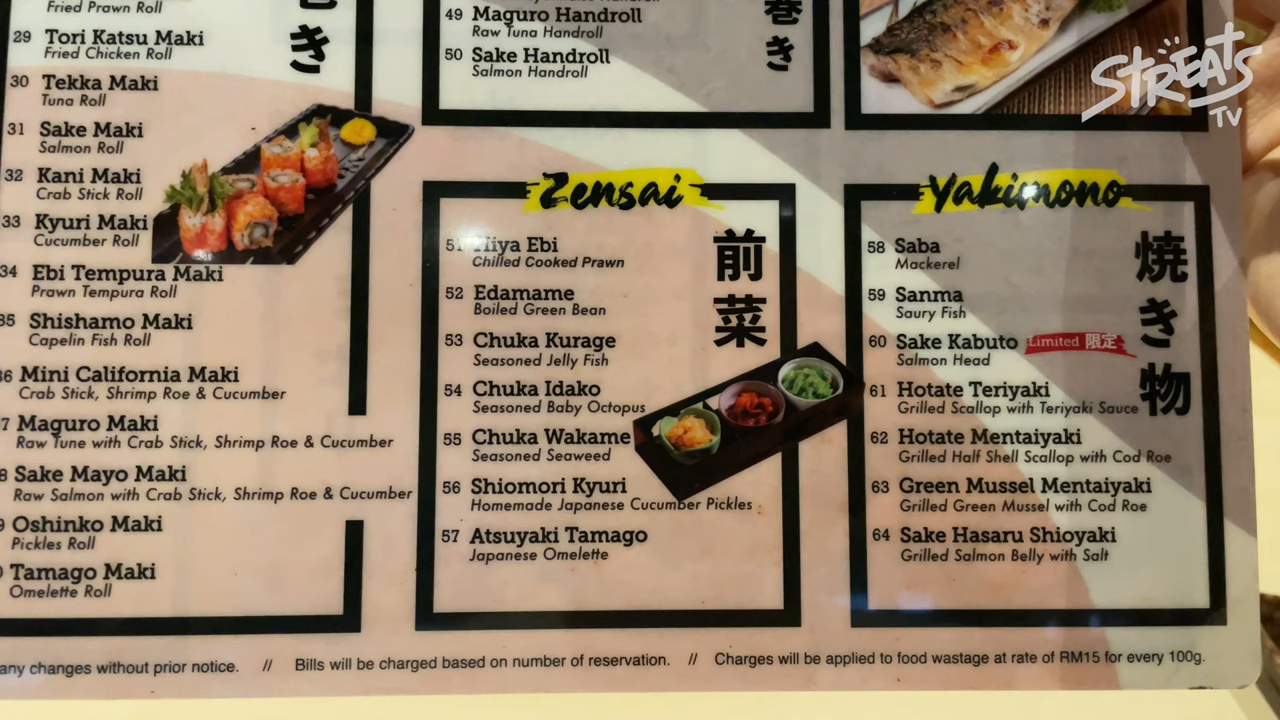 Fried Prawn Roll
29 Tori Katsu Maki
Fried Chicken Roll
30 Tekka Maki
Tuna Roll
31 Sake Maki
Salmon Roll
32 Kani Maki
Crab Stick Roll
33 Kyuri Maki
Cucumber Roll
34 Ebi Tempura Maki
Prawn Tempura Roll
35 Shishamo Maki
Capelin Fish Roll
36 Mini California Maki
Crab Stick, Shrimp Roe & Cucumber
7 Maguro Maki
Raw Tune with Crab Stick, Shrimp Roe & Cucumber
8 Sake Mayo Maki
Raw Salmon with Crab Stick, Shrimp Roe & Cucumber
9 Oshinko Maki
Pickles Roll
Tamago Maki
Omelette Roll
き
49 Maguro Handroll
Raw Tuna Handroll
50 Sake Handroll
Salmon Handroll
巻き
STREATS
TV
Zensai
前菜
51 Hiya Ebi
Chilled Cooked Prawn
52 Edamame
Boiled Green Bean
53 Chuka Kurage
Seasoned Jelly Fish
54 Chuka Idako
Seasoned Baby Octopus
55 Chuka Wakame
Seasoned Seaweed
56 Shiomori Kyuri
Homemade Japanese Cucumber Pickles
57 Atsuyaki Tamago
Japanese Omelette
Yakimono
焼き物
58 Saba
Mackerel
59 Sanma
Saury Fish
60 Sake Kabuto Limited 限定
Salmon Head
61 Hotate Teriyaki
Grilled Scallop with Teriyaki Sauce
62 Hotate Mentaiyaki
Grilled Half Shell Scallop with Cod Roe
63 Green Mussel Mentaiyaki
Grilled Green Mussel with Cod Roe
64 Sake Hasaru Shioyaki
Grilled Salmon Belly with Salt
any changes without prior notice. // Bills will be charged based on number of reservation. // Charges will be applied to food wastage at rate of RM15 for every 100g.